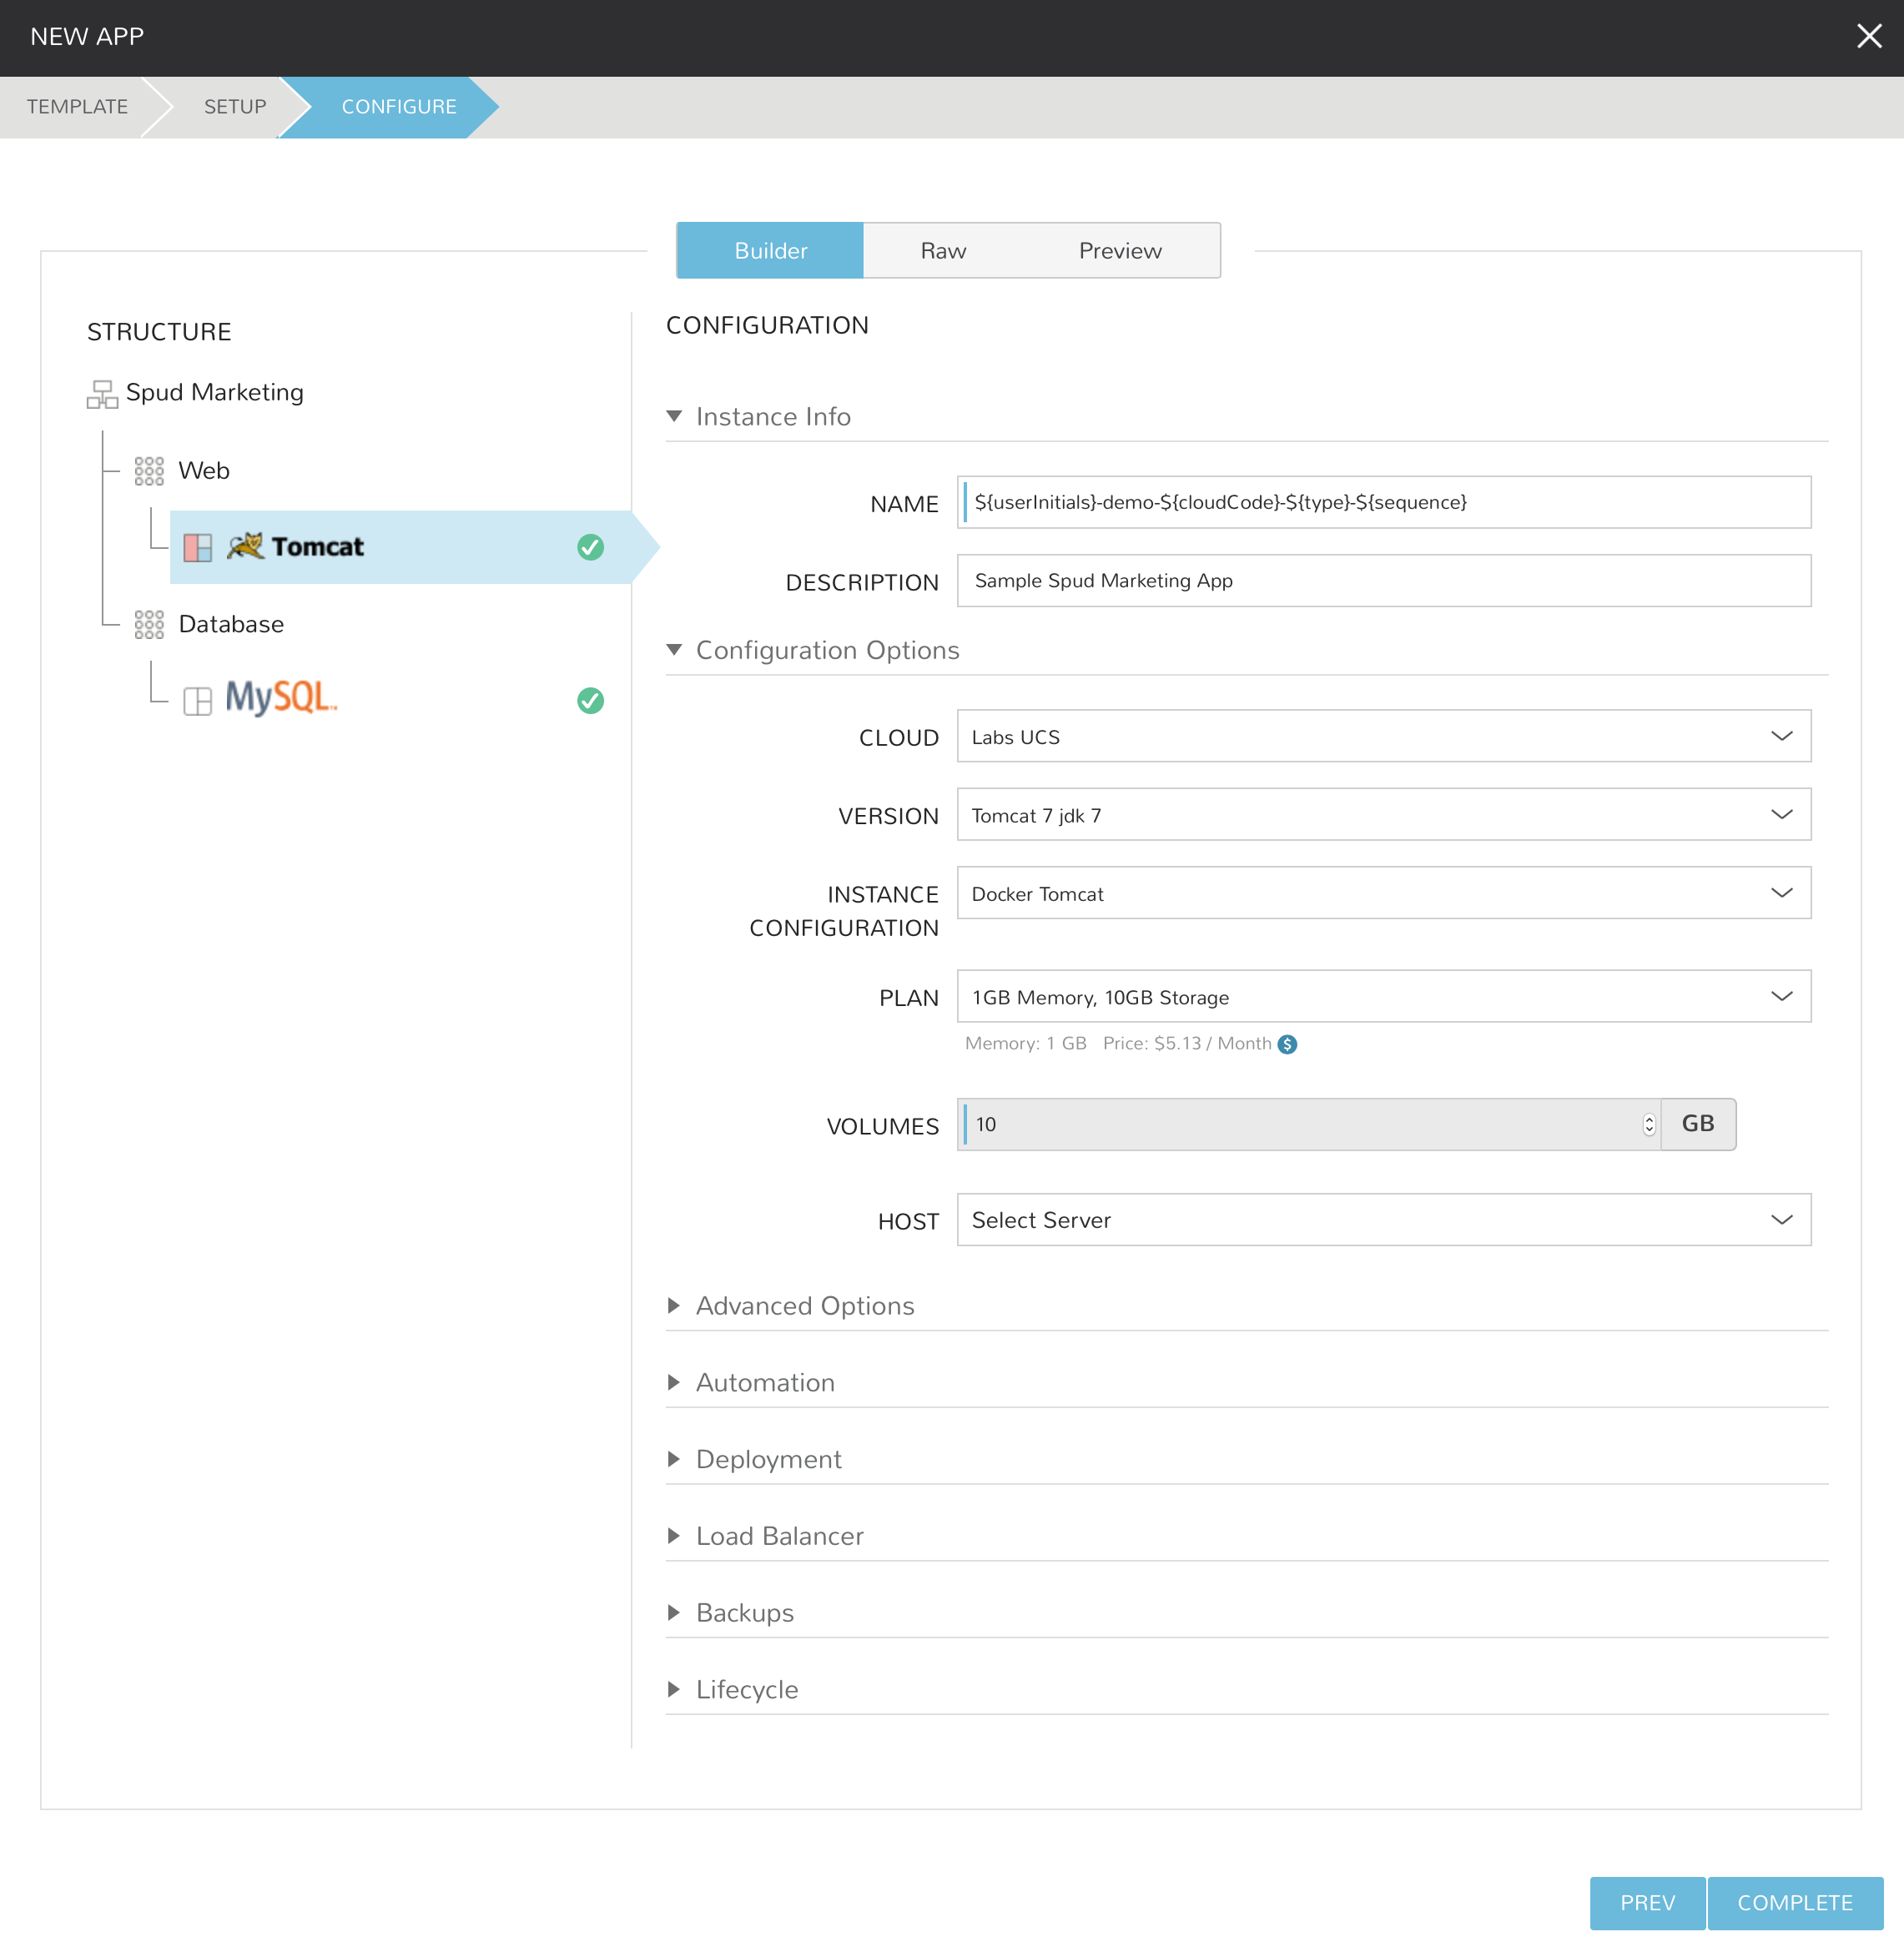 NEW APP
TEMPLATE
SETUP
CONFIGURE
Builder
Raw
Preview
STRUCTURE
Spud Marketing
Web
Tomcat
Database
MySQL
CONFIGURATION
Instance Info
NAME
${userInitials}-demo-${cloudCode}-${type}-${sequence}
DESCRIPTION
Sample Spud Marketing App
Configuration Options
CLOUD
Labs UCS
VERSION
Tomcat 7 jdk 7
INSTANCE
CONFIGURATION
Docker Tomcat
PLAN
1GB Memory, 10GB Storage
Memory: 1 GB Price: $5.13 / Month $
VOLUMES
10
GB
HOST
Select Server
Advanced Options
Automation
Deployment
Load Balancer
Backups
Lifecycle
PREV
COMPLETE